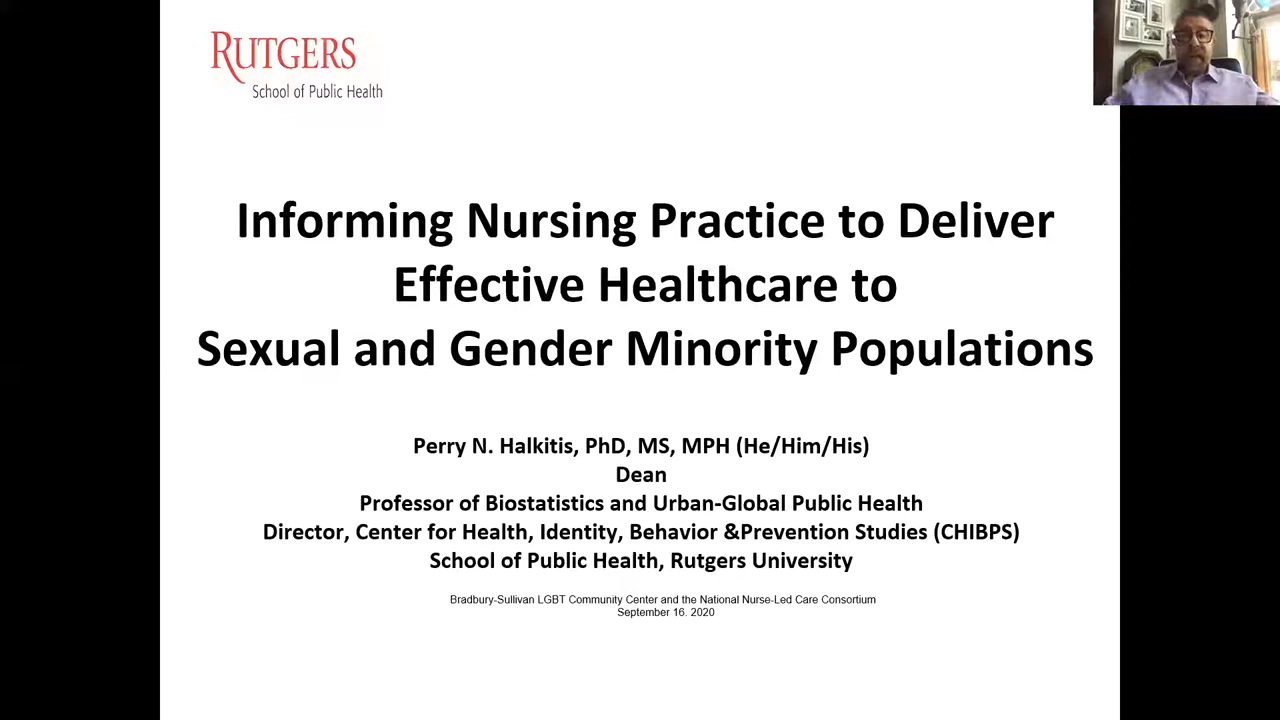 RUTGERS
School of Public Health
Informing Nursing Practice to Deliver
Effective Healthcare to
Sexual and Gender Minority Populations
Perry N. Halkitis, PhD, MS, MPH (He/Him/His)
Dean
Professor of Biostatistics and Urban-Global Public Health
Director, Center for Health, Identity, Behavior &Prevention Studies (CHIBPS)
School of Public Health, Rutgers University
Bradbury-Sullivan LGBT Community Center and the National Nurse-Led Care Consortium
September 16. 2020